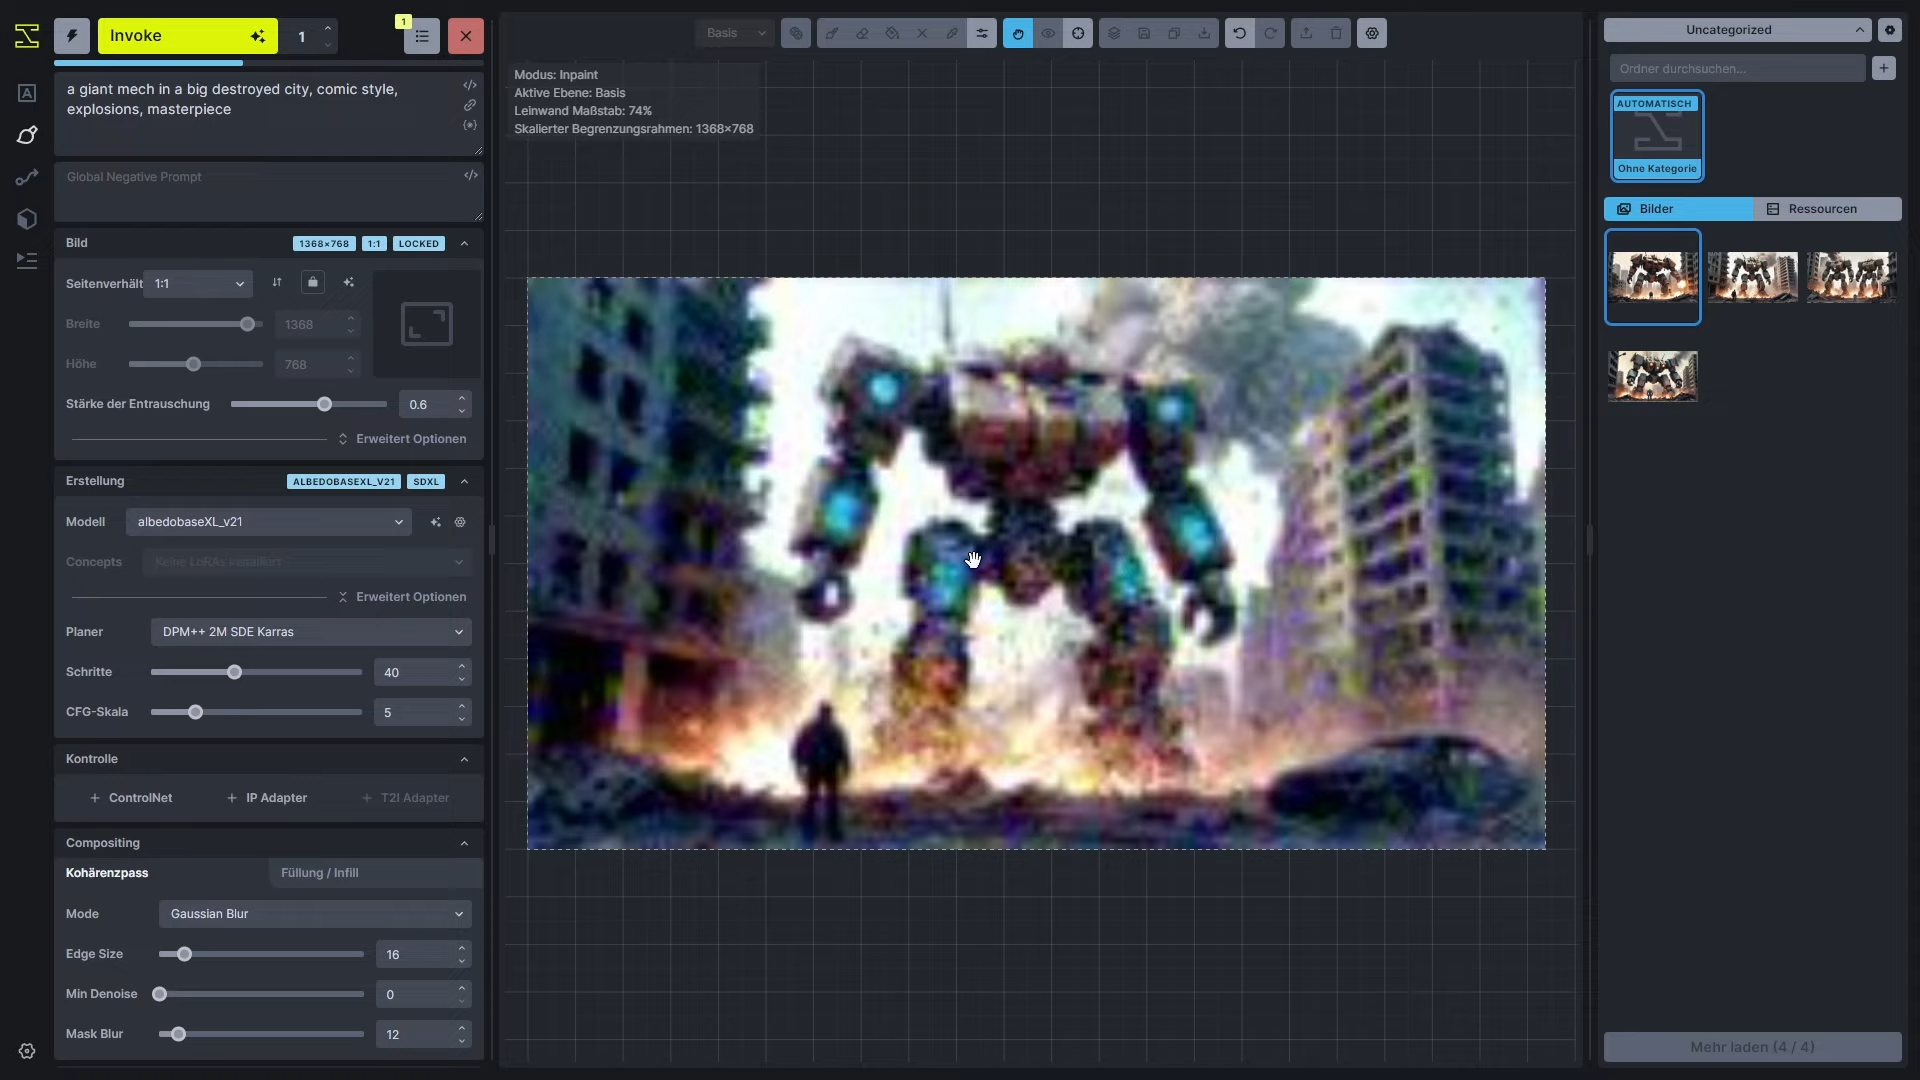 Invoke
1
1
a giant mech in a big destroyed city, comic style,
explosions, masterpiece
Global Negative Prompt
Bild
1368×768
1:1
LOCKED
Seitenverhält
1:1
Breite
1368
Höhe
768
Stärke der Entrauschung
0.6
Erweitert Optionen
Erstellung
ALBEDOBASEXL_V21
SDXL
Modell
albedobaseXL_v21
Concepts
Keine LoRAs installiert
Erweitert Optionen
Planer
DPM++ 2M SDE Karras
Schritte
40
CFG-Skala
5
Kontrolle
+ ControlNet
+ IP Adapter
+ T2I Adapter
Compositing
Kohärenzpass
Füllung / Infill
Mode
Gaussian Blur
Edge Size
16
Min Denoise
0
Mask Blur
12
Basis
Modus: Inpaint
Aktive Ebene: Basis
Leinwand Maßstab: 74%
Skalierter Begrenzungsrahmen: 1368×768
Uncategorized
Ordner durchsuchen...
AUTOMATISCH
Ohne Kategorie
Bilder
Ressourcen
Mehr laden (4 / 4)